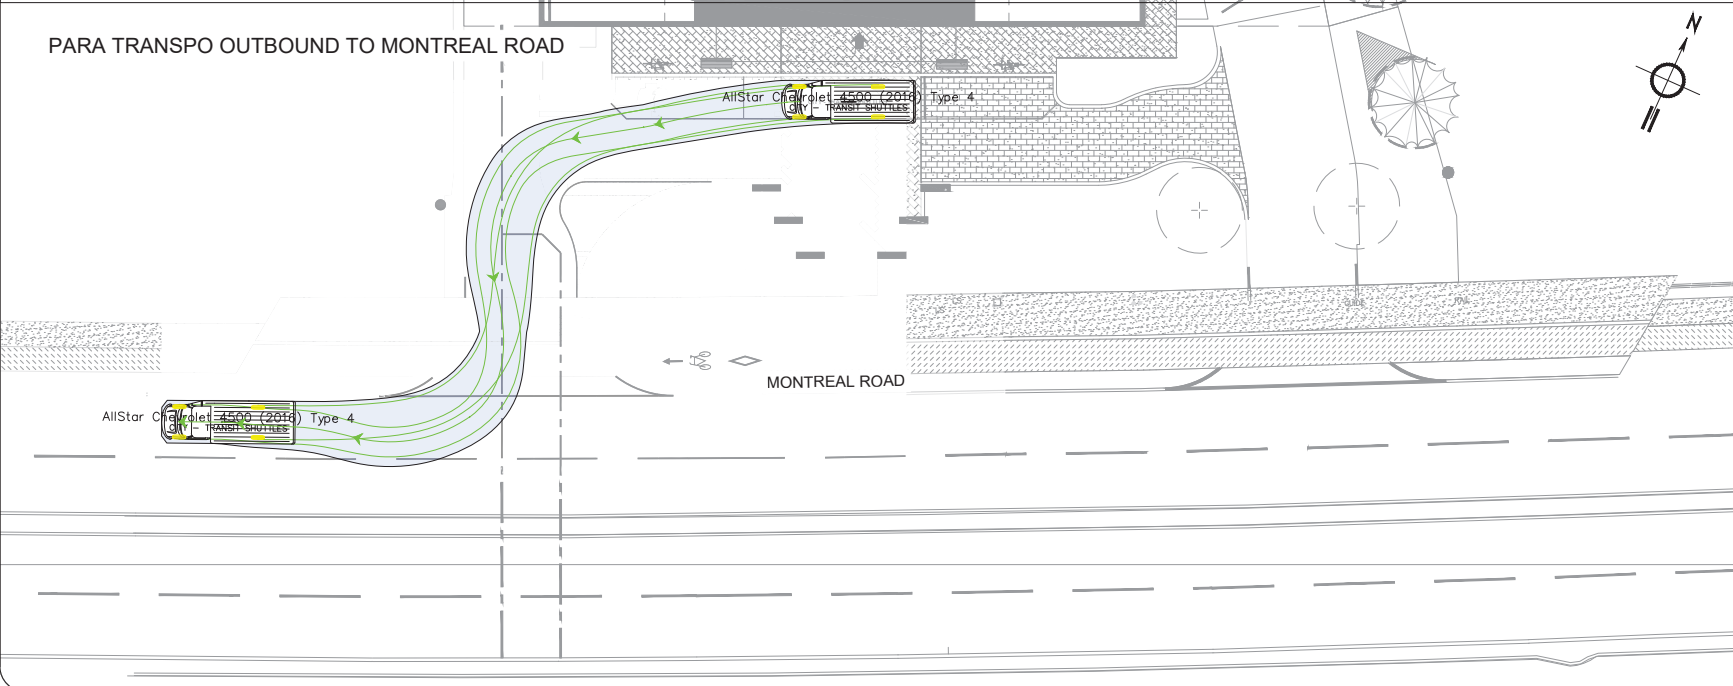 PARA TRANSPO OUTBOUND TO MONTREAL ROAD
N
AllStar Chevrolet 4500 (2016) Type 4
CITY - TRANSIT SHUTTLES
MONTREAL ROAD
AllStar Chevrolet 4500 (2016) Type 4
CITY - TRANSIT SHUTTLES